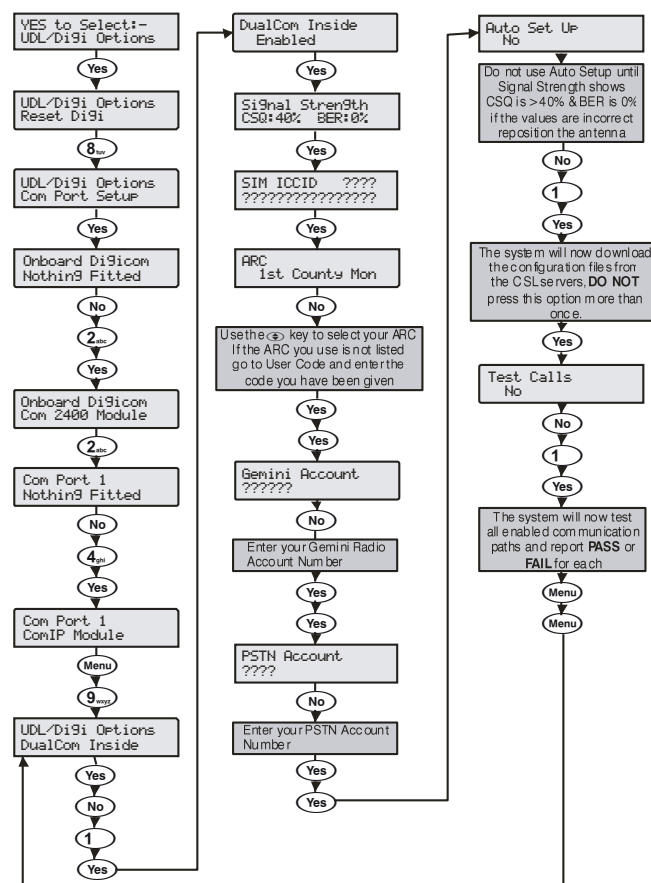 YES to Select:-
UDL/Digi Options
Yes
UDL/Digi Options
Reset Digi
8tuv
UDL/Digi Options
Com Port Setup
Yes
Onboard Digicom
Nothing Fitted
No
2abc
Yes
Onboard Digicom
Com 2400 Module
2abc
Com Port 1
Nothing Fitted
No
4ghi
Yes
Com Port 1
ComIP Module
Menu
9wxyz
UDL/Digi Options
DualCom Inside
Yes
No
1
Yes
DualCom Inside
Enabled
Yes
Signal Strength
CSQ:40% BER:0%
Yes
SIM ICCID ????
????????????????
Yes
ARC
1st County Mon
No
Use the key to select your ARC
If the ARC you use is not listed
go to User Code and enter the
code you have been given
Yes
Yes
Gemini Account
??????
No
Enter your Gemini Radio
Account Number
Yes
Yes
PSTN Account
????
No
Enter your PSTN Account
Number
Yes
Yes
Auto Set Up
No
Do not use Auto Setup until
Signal Strength shows
CSQ is >40% & BER is 0%
if the values are incorrect
reposition the antenna
No
1
Yes
The system will now download
the configuration files from
the CSL servers, DO NOT
press this option more than
once.
Yes
Test Calls
No
No
1
Yes
The system will now test
all enabled communication
paths and report PASS or
FAIL for each
Menu
Menu